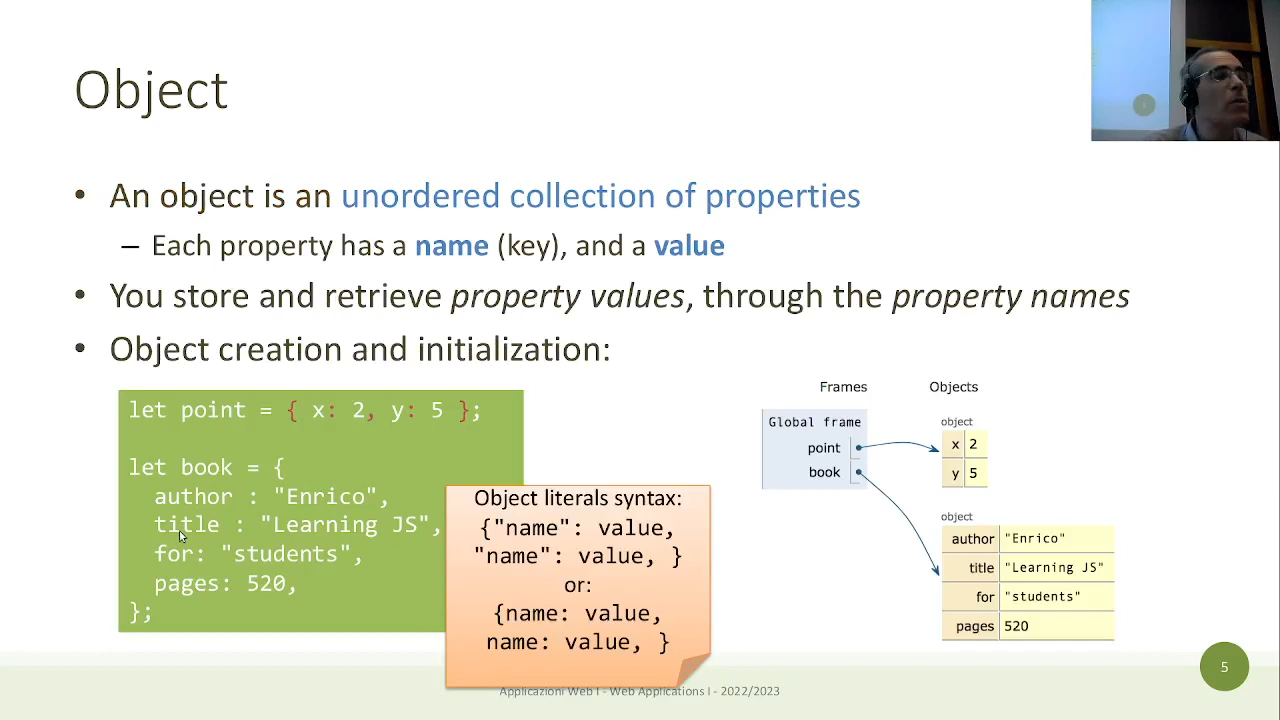 Object
• An object is an unordered collection of properties
– Each property has a name (key), and a value
• You store and retrieve property values, through the property names
• Object creation and initialization:
let point = { x: 2, y: 5 };
let book = {
author : "Enrico",
title : "Learning JS",
for: "students",
pages: 520,
};
Object literals syntax:
{"name": value,
"name": value, }
or:
{name: value,
name: value, }
Frames
Objects
Global frame
point
book
object
x 2
y 5
object
author "Enrico"
title "Learning JS"
for "students"
pages 520
5
Applicazioni Web I - Web Applications I - 2022/2023